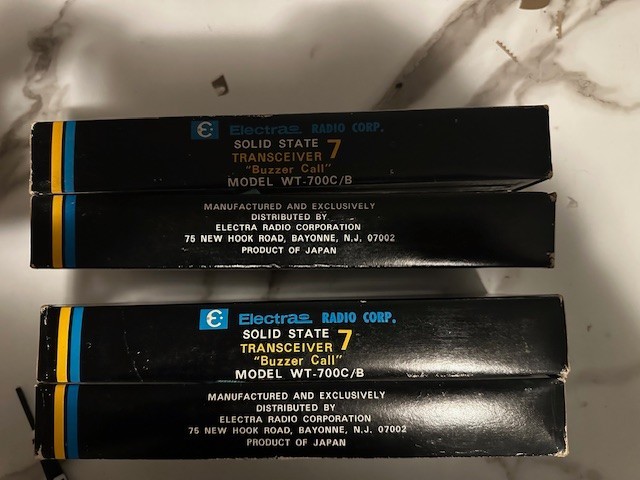 Electra RADIO CORP.
SOLID STATE
TRANSCEIVER 7
"Buzzer Call"
MODEL WT-700C/B
MANUFACTURED AND EXCLUSIVELY
DISTRIBUTED BY
ELECTRA RADIO CORPORATION
75 NEW HOOK ROAD, BAYONNE, N.J. 07002
PRODUCT OF JAPAN
Electra RADIO CORP.
SOLID STATE
TRANSCEIVER 7
"Buzzer Call"
MODEL WT-700C/B
MANUFACTURED AND EXCLUSIVELY
DISTRIBUTED BY
ELECTRA RADIO CORPORATION
75 NEW HOOK ROAD, BAYONNE, N.J. 07002
PRODUCT OF JAPAN